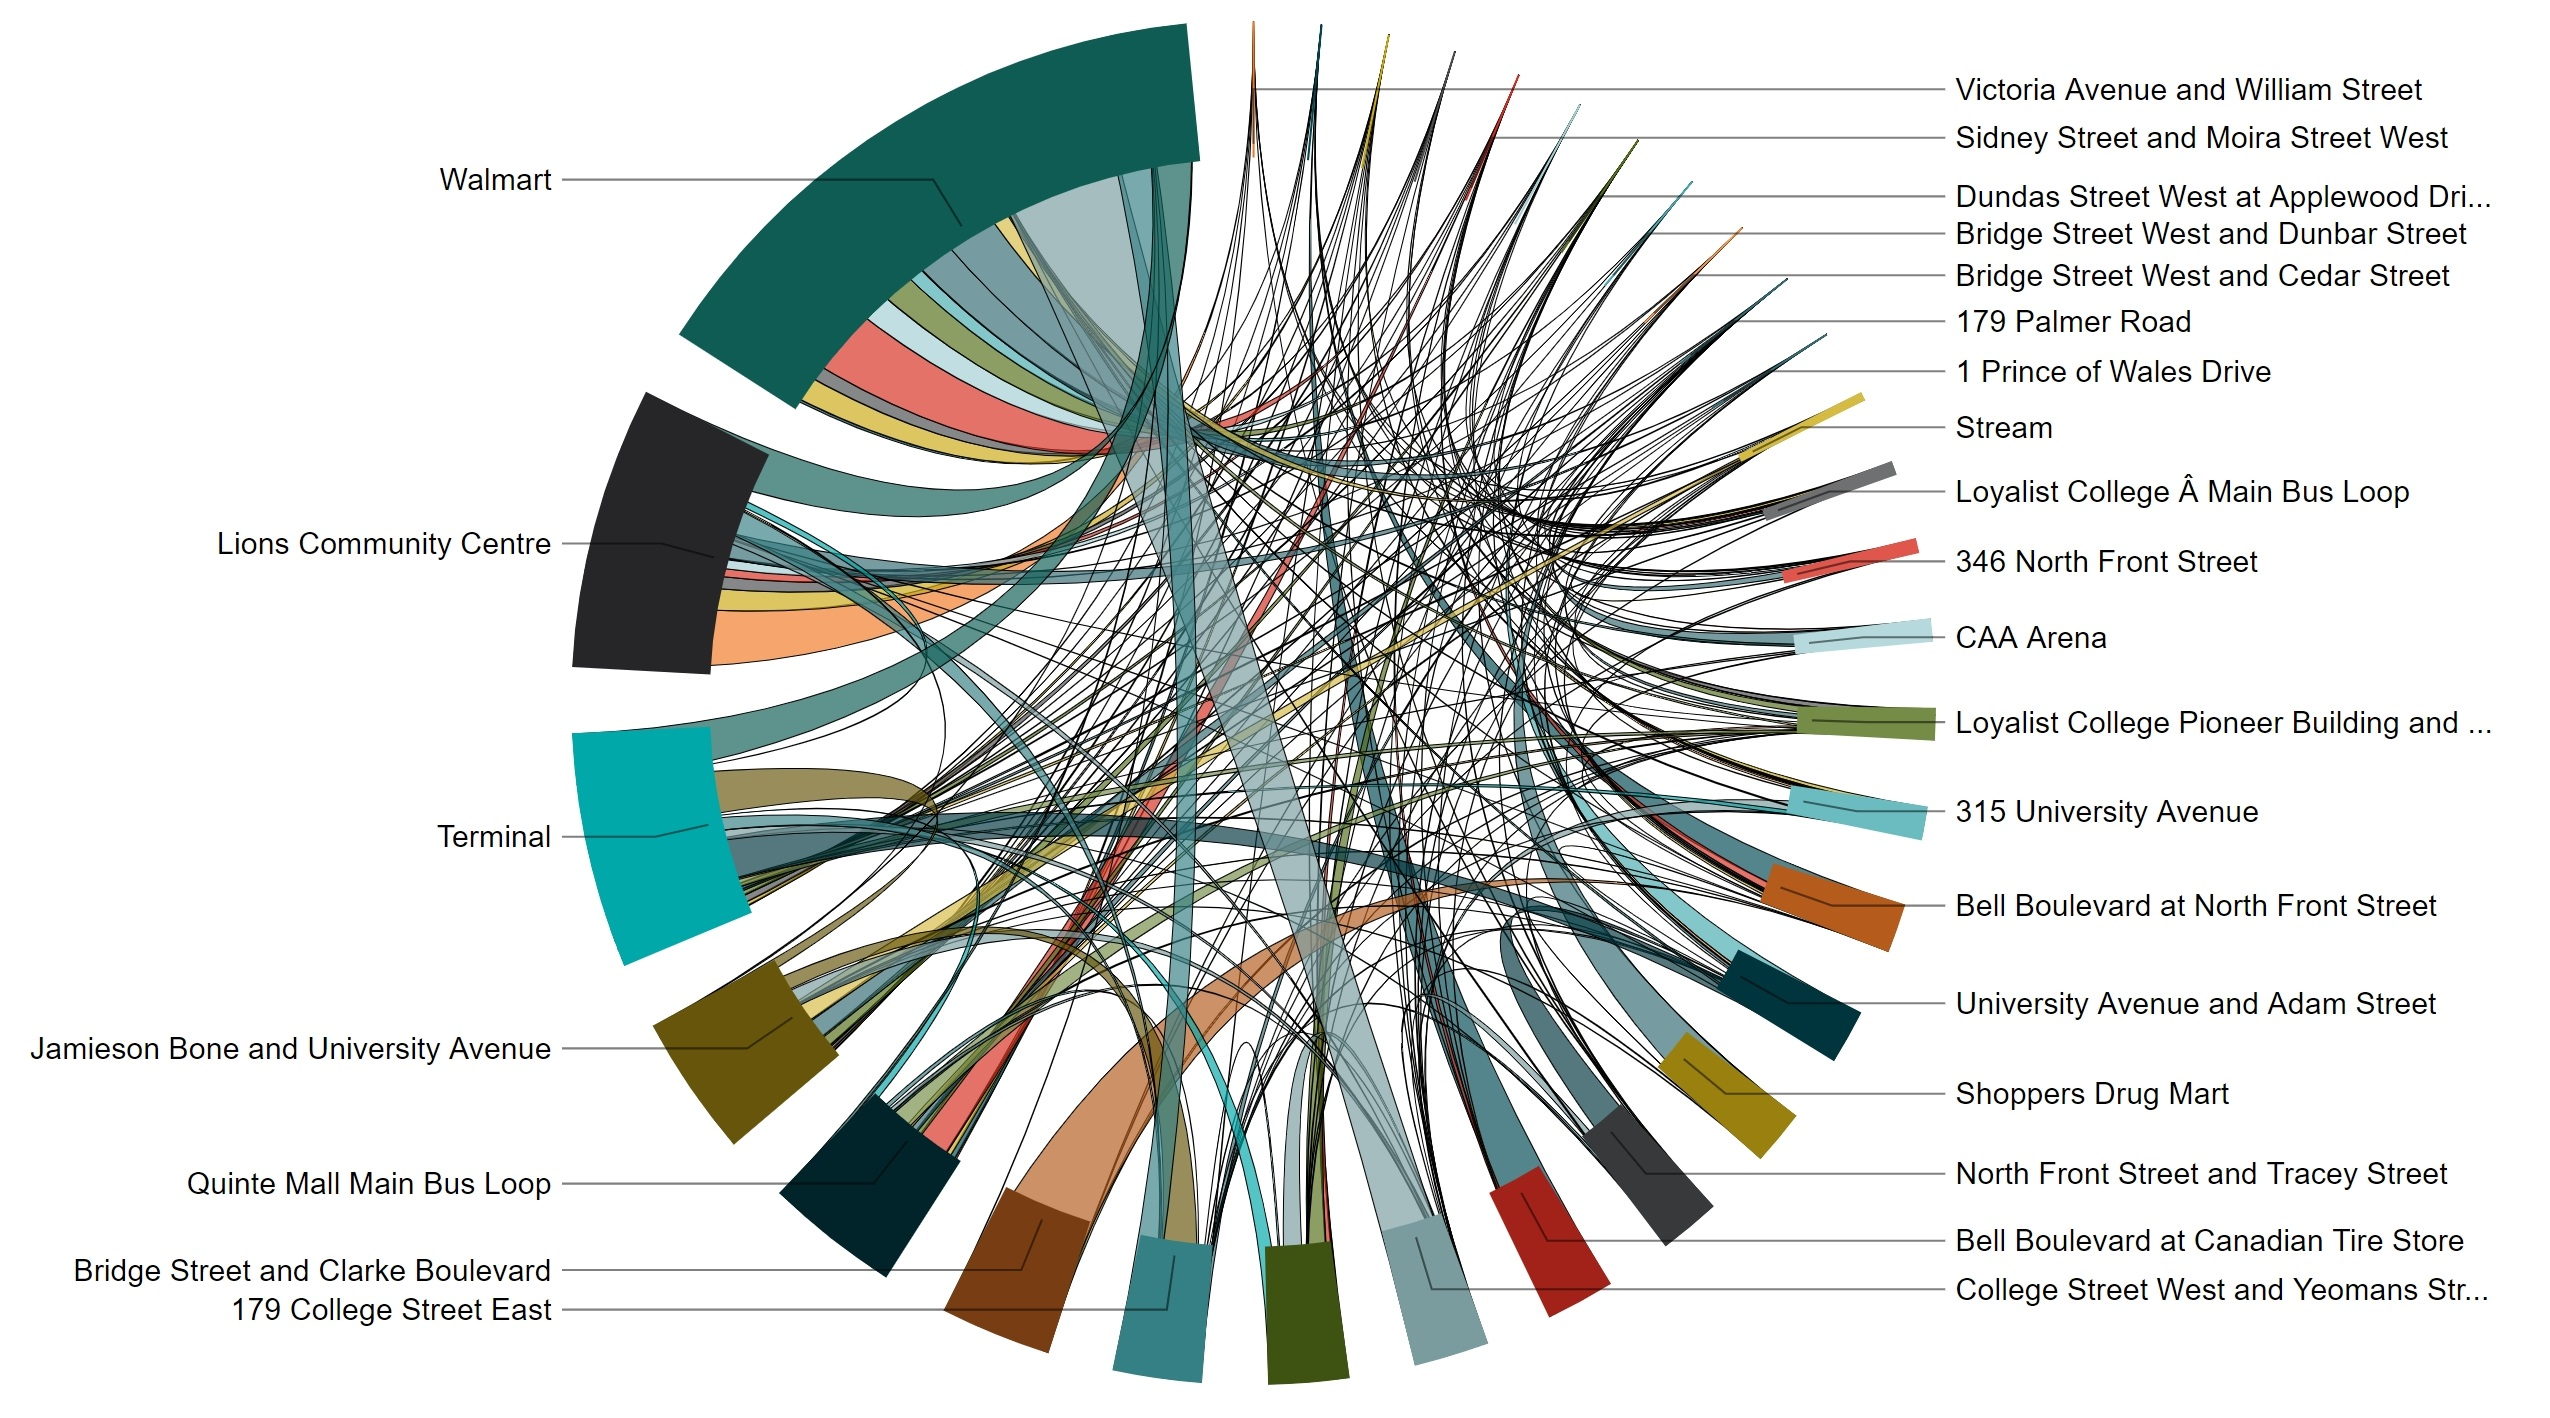 Walmart
Lions Community Centre
Terminal
Jamieson Bone and University Avenue
Quinte Mall Main Bus Loop
Bridge Street and Clarke Boulevard
179 College Street East
Victoria Avenue and William Street
Sidney Street and Moira Street West
Dundas Street West at Applewood Dri...
Bridge Street West and Dunbar Street
Bridge Street West and Cedar Street
179 Palmer Road
1 Prince of Wales Drive
Stream
Loyalist College Â Main Bus Loop
346 North Front Street
CAA Arena
Loyalist College Pioneer Building and ...
315 University Avenue
Bell Boulevard at North Front Street
University Avenue and Adam Street
Shoppers Drug Mart
North Front Street and Tracey Street
Bell Boulevard at Canadian Tire Store
College Street West and Yeomans Str...